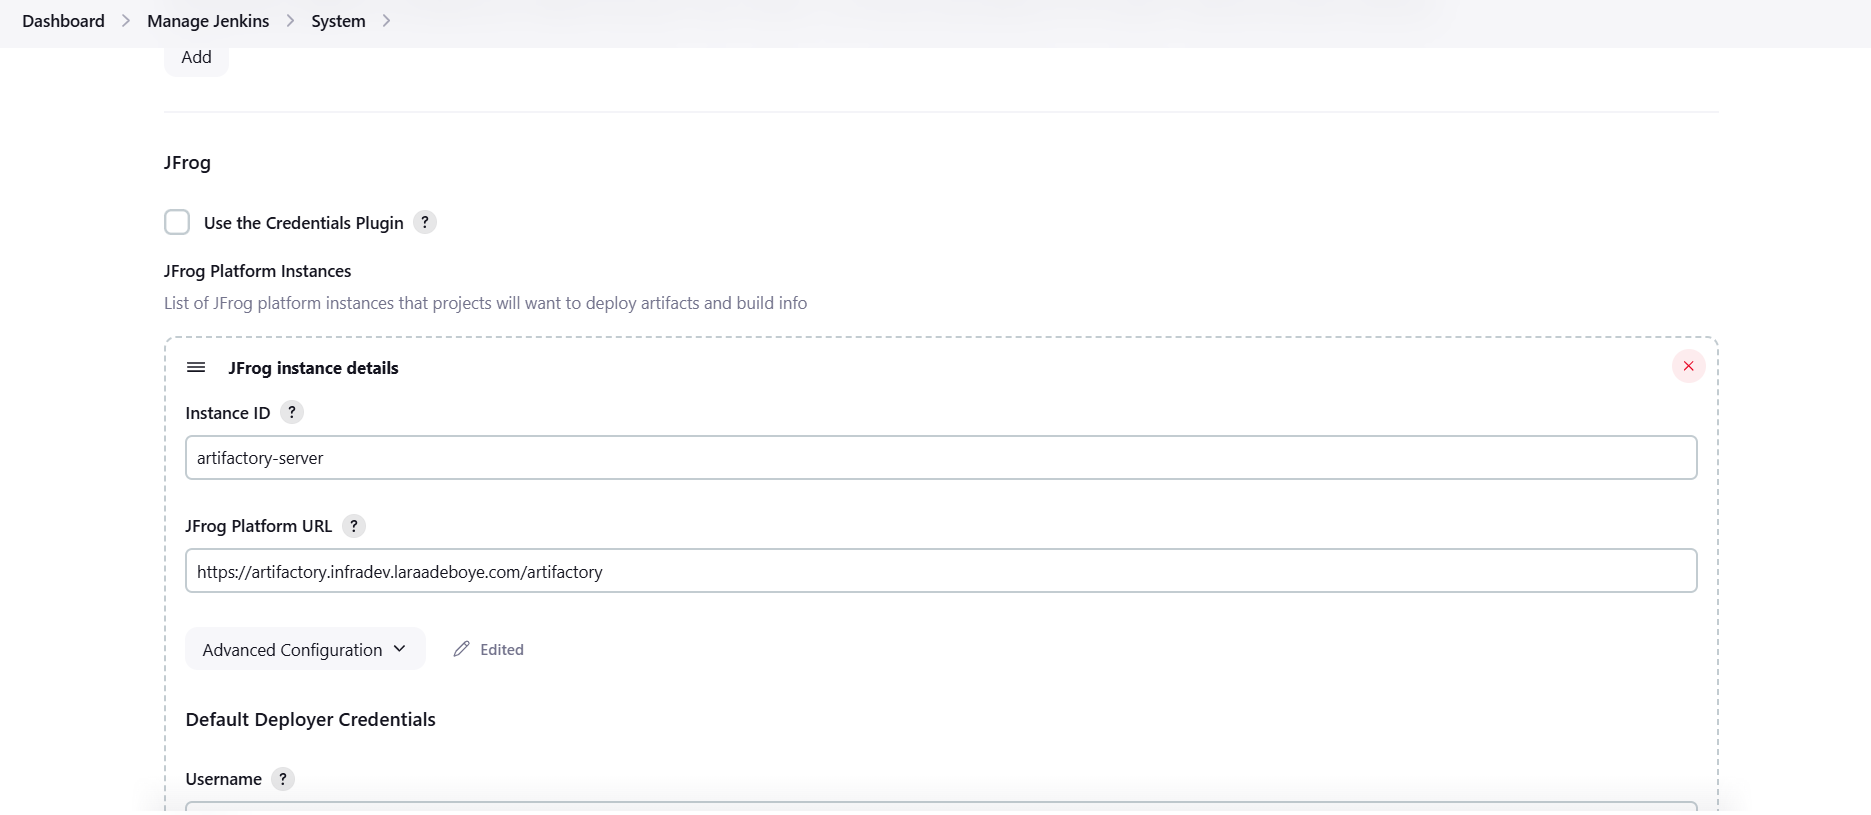 Dashboard > Manage Jenkins > System >
Add
JFrog
Use the Credentials Plugin ?
JFrog Platform Instances
List of JFrog platform instances that projects will want to deploy artifacts and build info
JFrog instance details
Instance ID ?
artifactory-server
JFrog Platform URL ?
https://artifactory.infradev.laraadeboye.com/artifactory
Advanced Configuration Edited
Default Deployer Credentials
Username ?